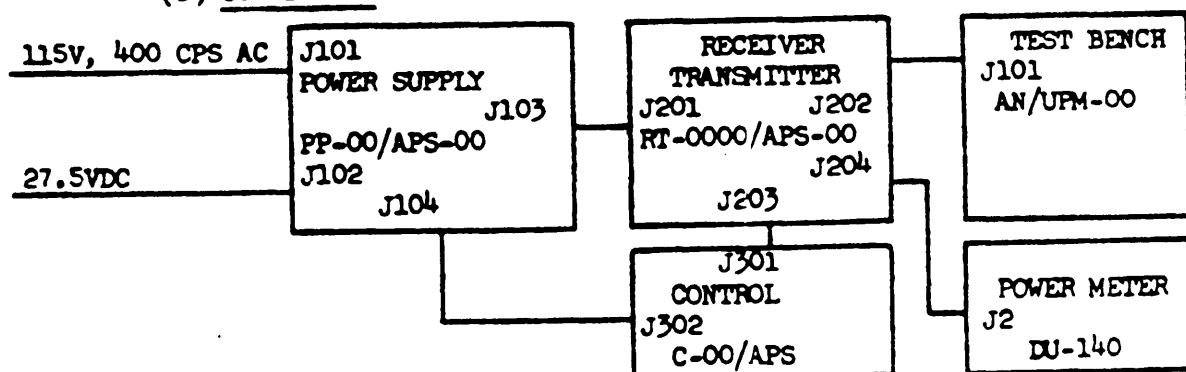 115V, 400 CPS AC
27.5VDC
J101
POWER SUPPLY
J103
PP-00/APS-00
J102
J104
RECEIVER
TRANSMITTER
J201 J202
RT-0000/APS-00
J204
J203
J301
CONTROL
J302
C-00/APS
TEST BENCH
J101
AN/UPM-00
POWER METER
J2
DU-140